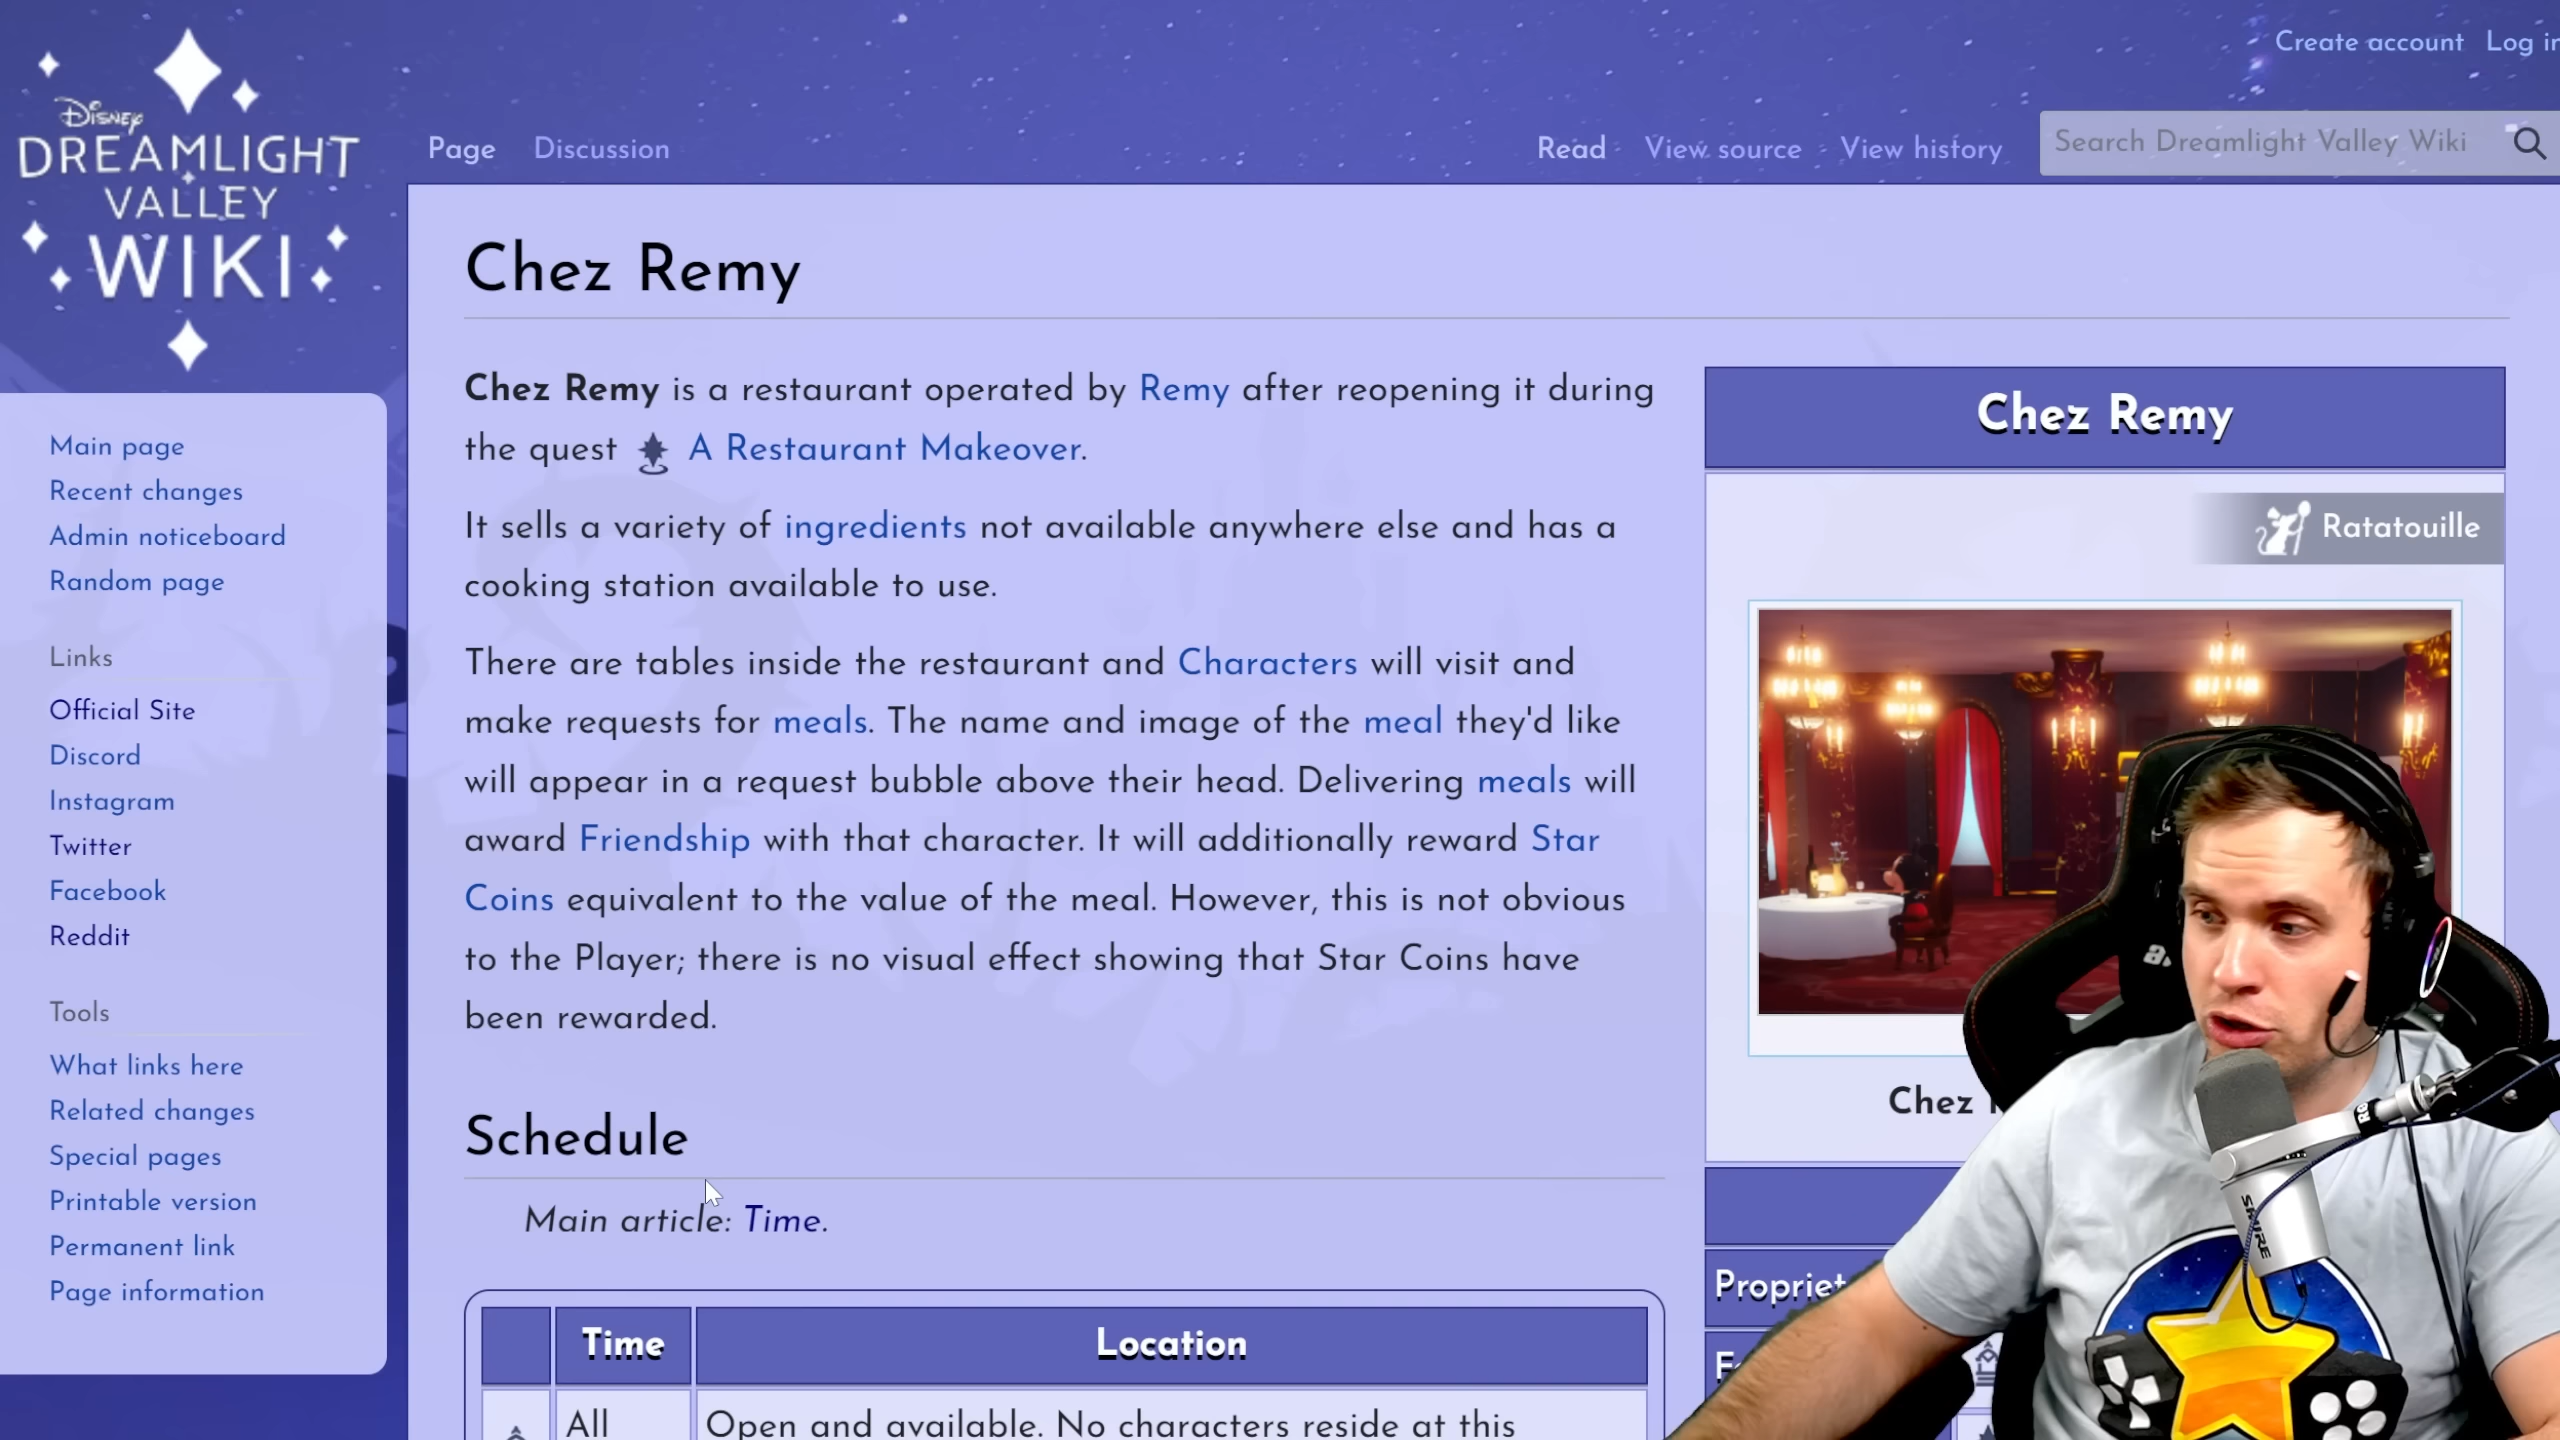 Create account Log in
Disney
DREAMLIGHT
VALLEY
WIKI
Page Discussion Read View source View history Search Dreamlight Valley Wiki
Chez Remy
Chez Remy is a restaurant operated by Remy after reopening it during
the quest A Restaurant Makeover.
It sells a variety of ingredients not available anywhere else and has a
cooking station available to use.
There are tables inside the restaurant and Characters will visit and
make requests for meals. The name and image of the meal they'd like
will appear in a request bubble above their head. Delivering meals will
award Friendship with that character. It will additionally reward Star
Coins equivalent to the value of the meal. However, this is not obvious
to the Player; there is no visual effect showing that Star Coins have
been rewarded.
Schedule
Main article: Time.
Time Location
All Open and available. No characters reside at this
Main page
Recent changes
Admin noticeboard
Random page
Links
Official Site
Discord
Instagram
Twitter
Facebook
Reddit
Tools
What links here
Related changes
Special pages
Printable version
Permanent link
Page information
Chez Remy
Ratatouille
Chez
Propriet
SHURE